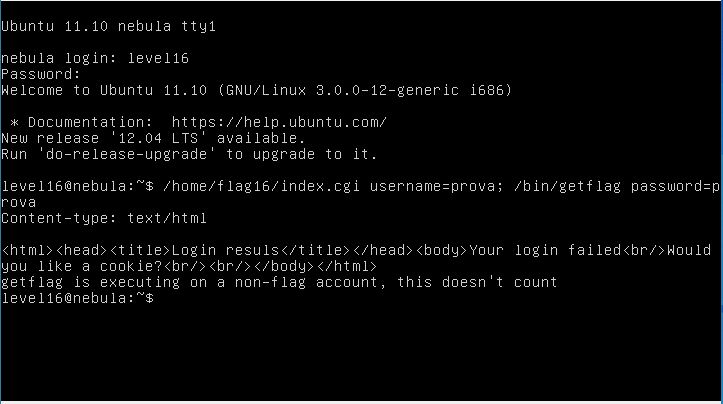 Ubuntu 11.10 nebula tty1
nebula login: level16
Password:
Welcome to Ubuntu 11.10 (GNU/Linux 3.0.0-12-generic i686)
* Documentation:  https://help.ubuntu.com/
New release '12.04 LTS' available.
Run 'do-release-upgrade' to upgrade to it.
level16@nebula:~$ /home/flag16/index.cgi username=prova; /bin/getflag password=p
rova
Content-type: text/html
<html><head><title>Login resuls</title></head><body>Your login failed<br/>Would
you like a cookie?<br/><br/></body></html>
getflag is executing on a non-flag account, this doesn't count
level16@nebula:~$